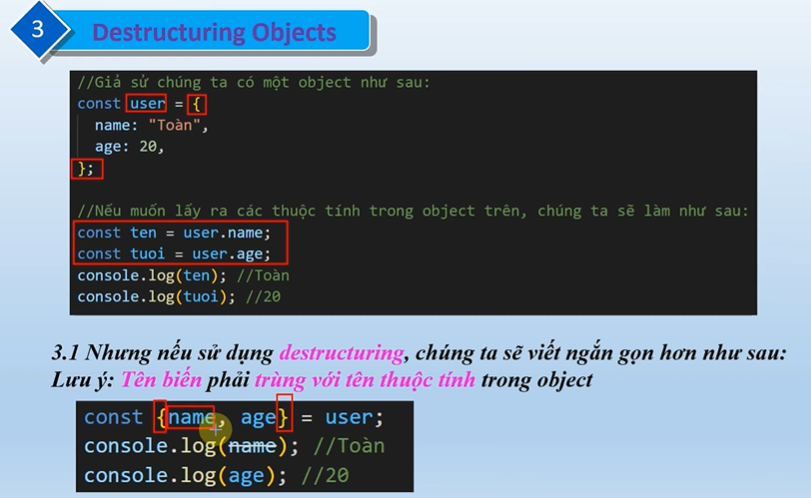 3
Destructuring Objects
//Giả sử chúng ta có một object như sau:
const user = {
name: "Toàn",
age: 20,
};
//Nếu muốn lấy ra các thuộc tính trong object trên, chúng ta sẽ làm như sau:
const ten = user.name;
const tuoi = user.age;
console.log(ten); //Toàn
console.log(tuoi); //20
3.1 Nhưng nếu sử dụng destructuring, chúng ta sẽ viết ngắn gọn hơn như sau:
Lưu ý: Tên biến phải trùng với tên thuộc tính trong object
const {name, age} = user;
console.log(name); //Toàn
console.log(age); //20